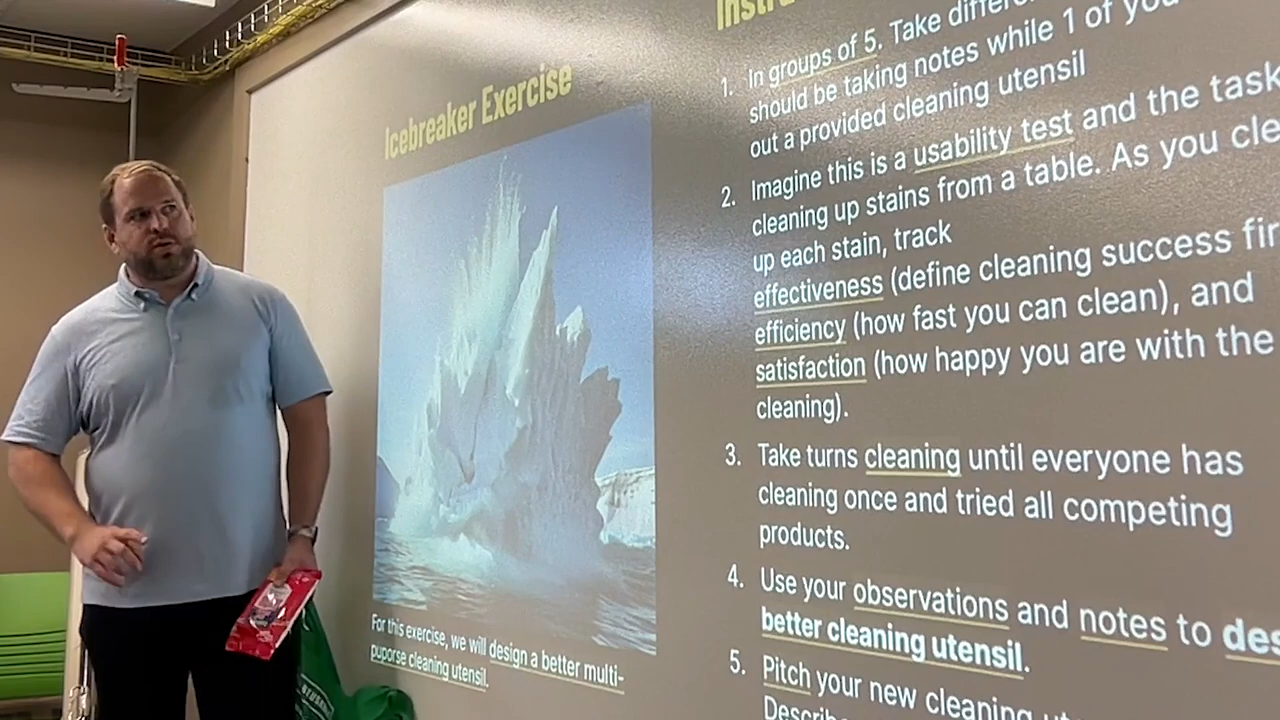 Icebreaker Exercise
For this exercise, we will design a better multi-
puporse cleaning utensil.
1. In groups of 5. Take
should be taking notes while 1 of you
out a provided cleaning utensil
2. Imagine this is a usability test and the task
cleaning up stains from a table. As you
up each stain, track
effectiveness (define cleaning success
efficiency (how fast you can clean), and
satisfaction (how happy you are with the
cleaning).
3. Take turns cleaning until everyone has
cleaning once and tried all competing
products.
4. Use your observations and notes to
better cleaning utensil.
5. Pitch your new cleaning